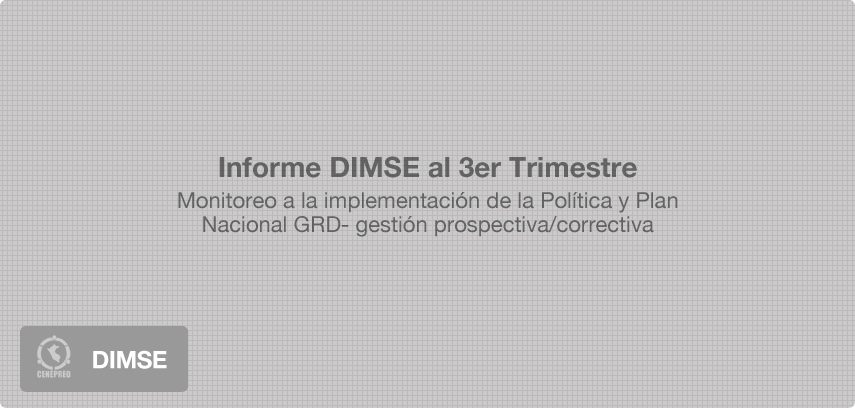 Informe DIMSE al 3er Trimestre
Monitoreo a la implementación de la Política y Plan
Nacional GRD- gestión prospectiva/correctiva
CENEPRED
DIMSE